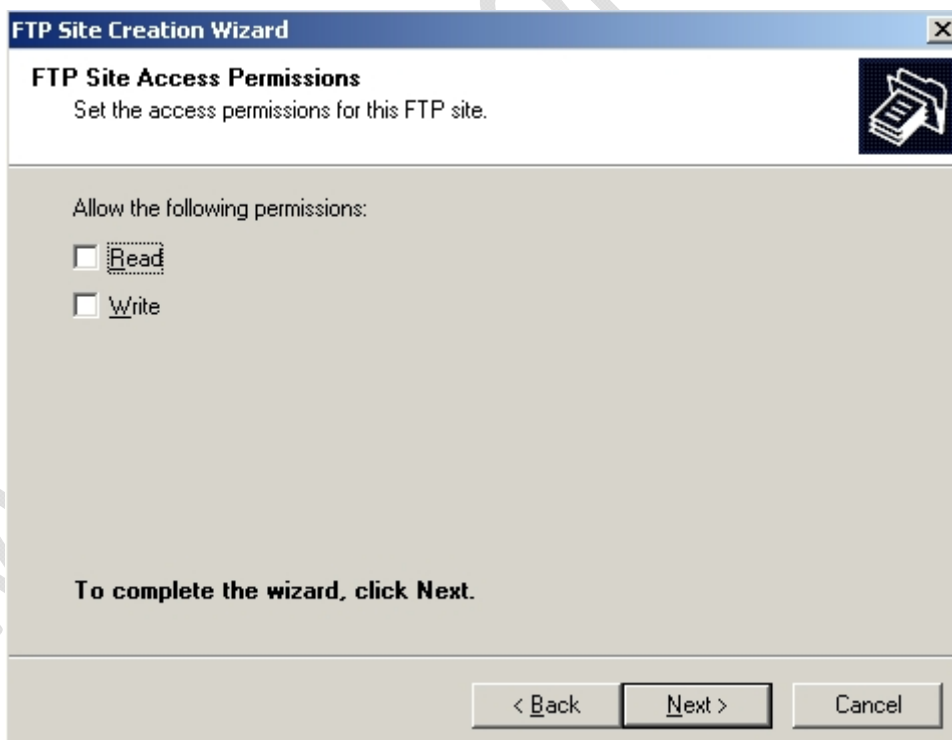 FTP Site Creation Wizard
FTP Site Access Permissions
Set the access permissions for this FTP site.
Allow the following permissions:
Read
Write
To complete the wizard, click Next.
< Back Next > Cancel